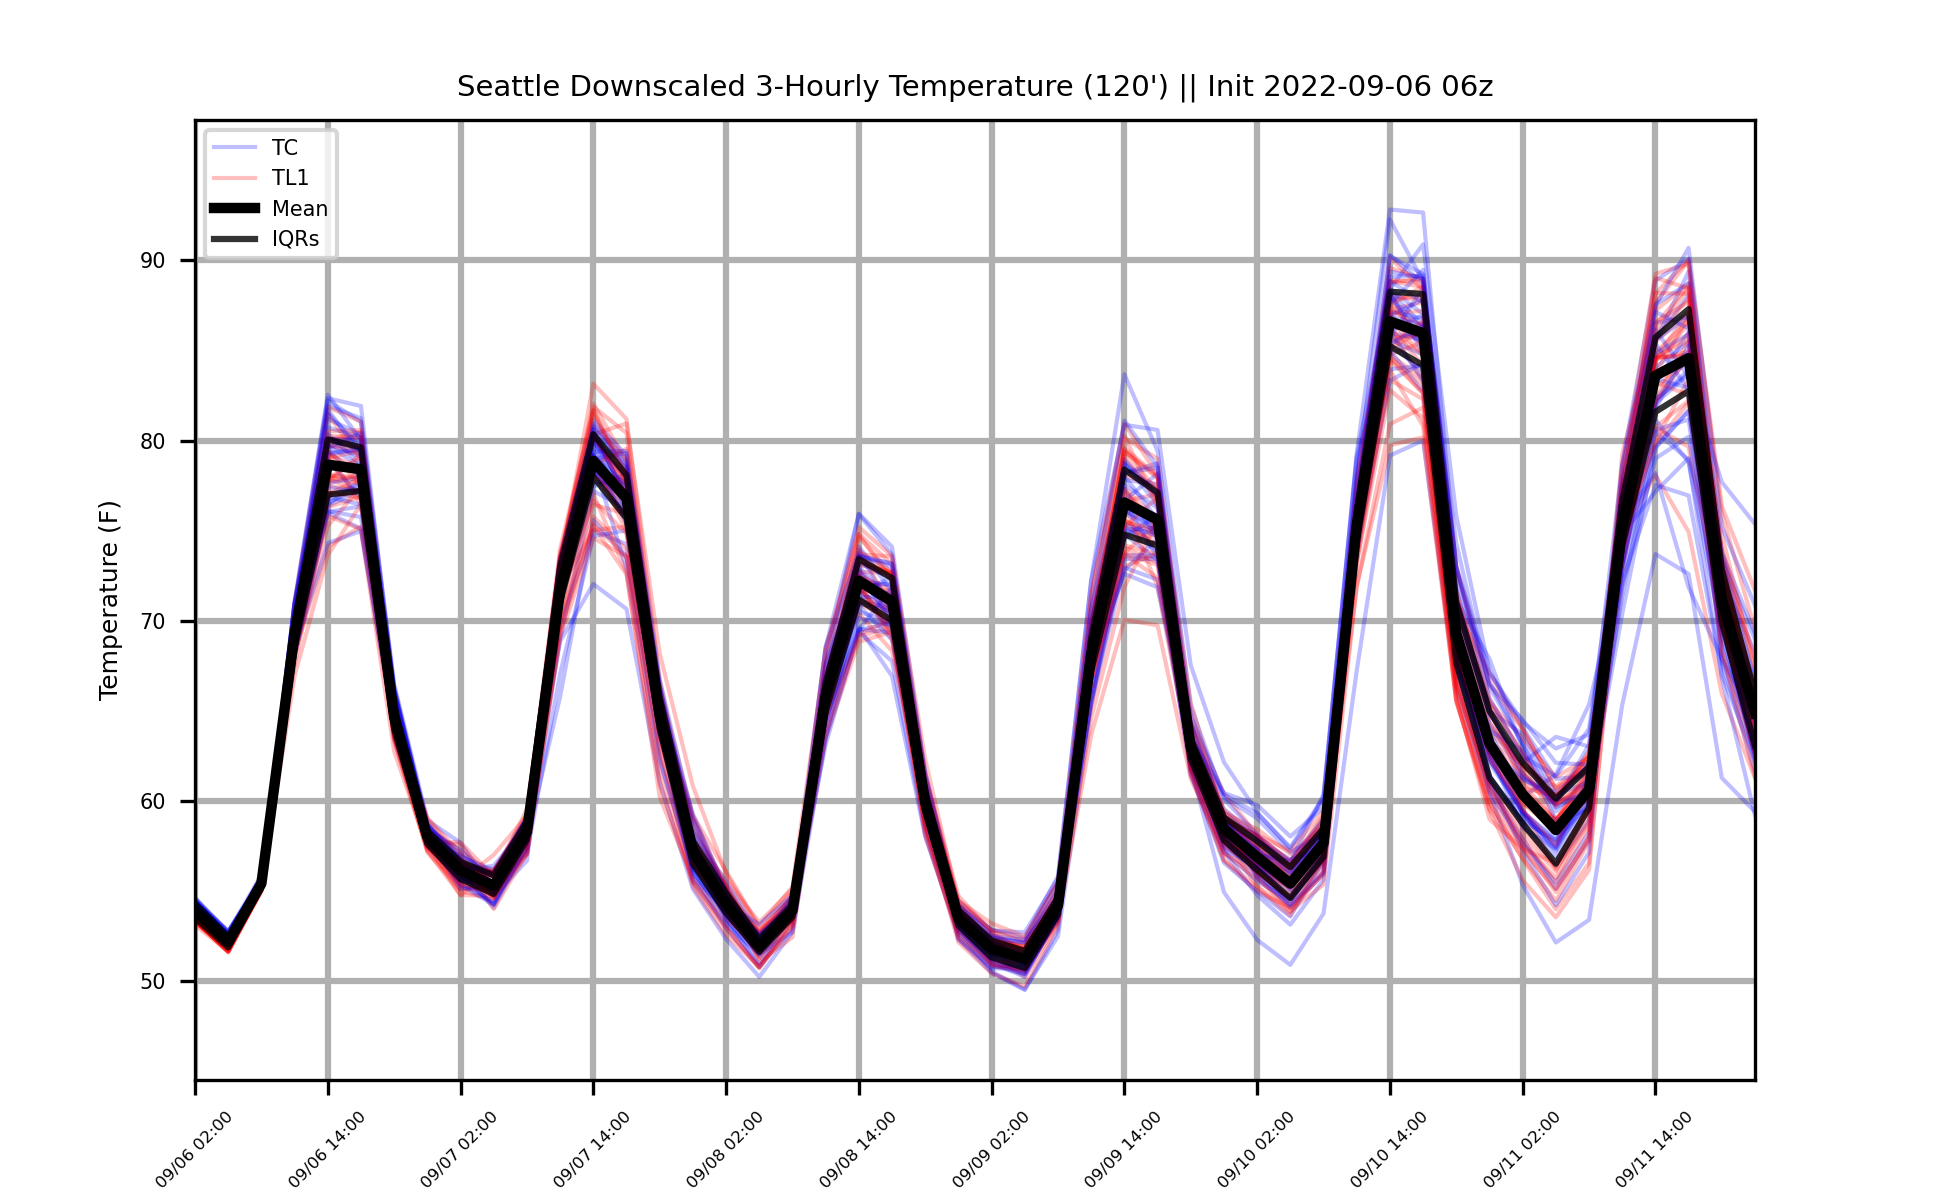 Seattle Downscaled 3-Hourly Temperature (120') || Init 2022-09-06 06z
TC
TL1
Mean
IQRs
Temperature (F)
90
80
70
60
50
09/06 02:00
09/06 14:00
09/07 02:00
09/07 14:00
09/08 02:00
09/08 14:00
09/09 02:00
09/09 14:00
09/10 02:00
09/10 14:00
09/11 02:00
09/11 14:00